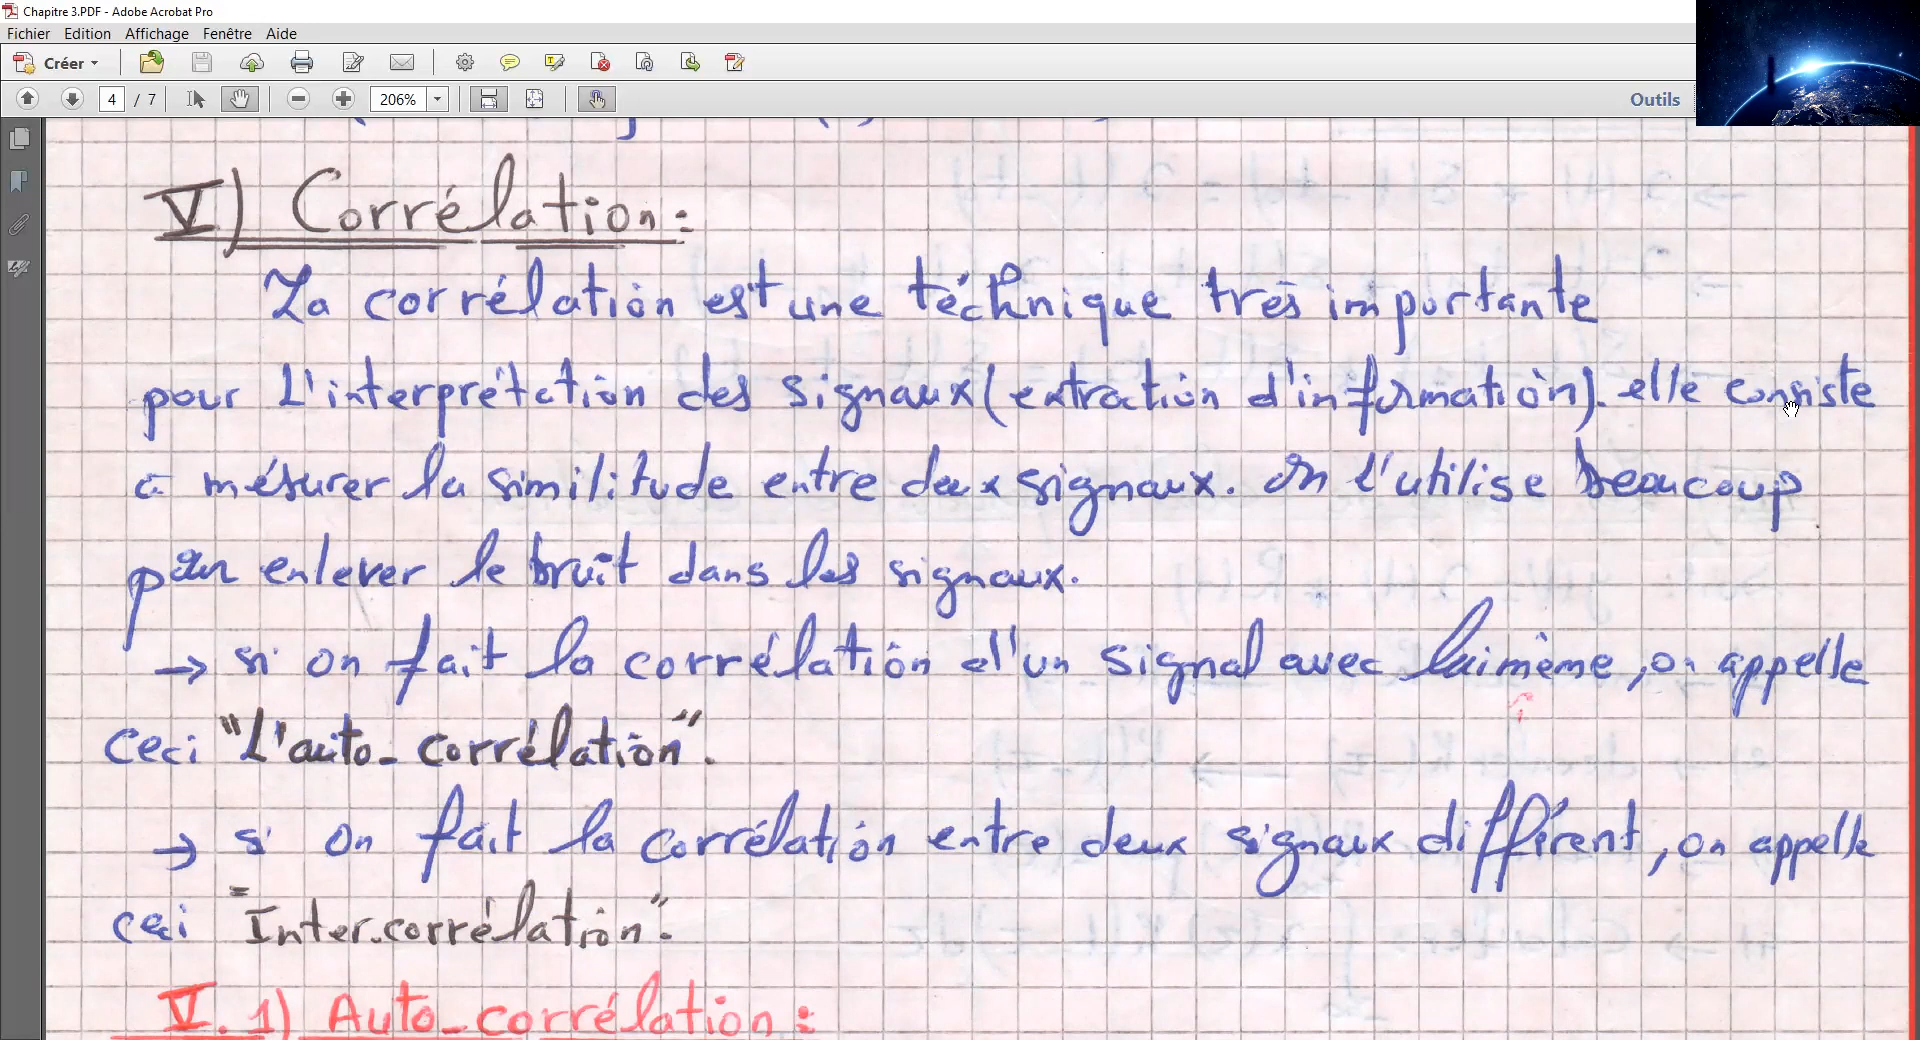 Chapitre 3.PDF - Adobe Acrobat Pro
Fichier Edition Affichage Fenêtre Aide
Créer
4 / 7 206% Outils
V) Corrélation:
La corrélation est une téchnique très importante
pour L'interprétation des signaux (extraction d'information). elle consiste
à mésurer la similitude entre deux signaux. On l'utilise beaucoup
pour enlever le bruit dans les signaux.
→ si on fait la corrélation d'un signal avec lui même, on appelle
ceci "L'auto-corrélation".
→ si on fait la corrélation entre deux signaux différent, on appelle
ceci "Inter-corrélation".
V.1) Auto-corrélation: